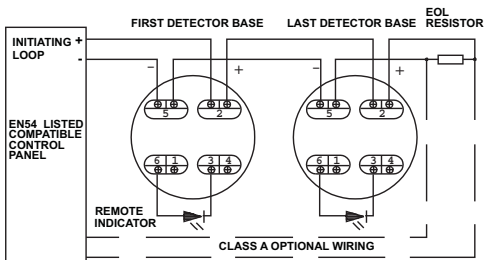 FIRST DETECTOR BASE
LAST DETECTOR BASE
EOL
RESISTOR
INITIATING +
LOOP -
− +
− +
5 2
5 2
EN54 LISTED
COMPATIBLE
CONTROL
PANEL
6 1 3 4
6 1 3 4
REMOTE
INDICATOR
CLASS A OPTIONAL WIRING